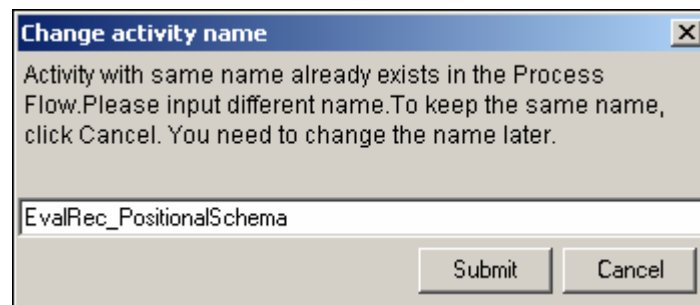 Change activity name
Activity with same name already exists in the Process
Flow.Please input different name.To keep the same name,
click Cancel. You need to change the name later.
EvalRec_PositionalSchema
Submit Cancel